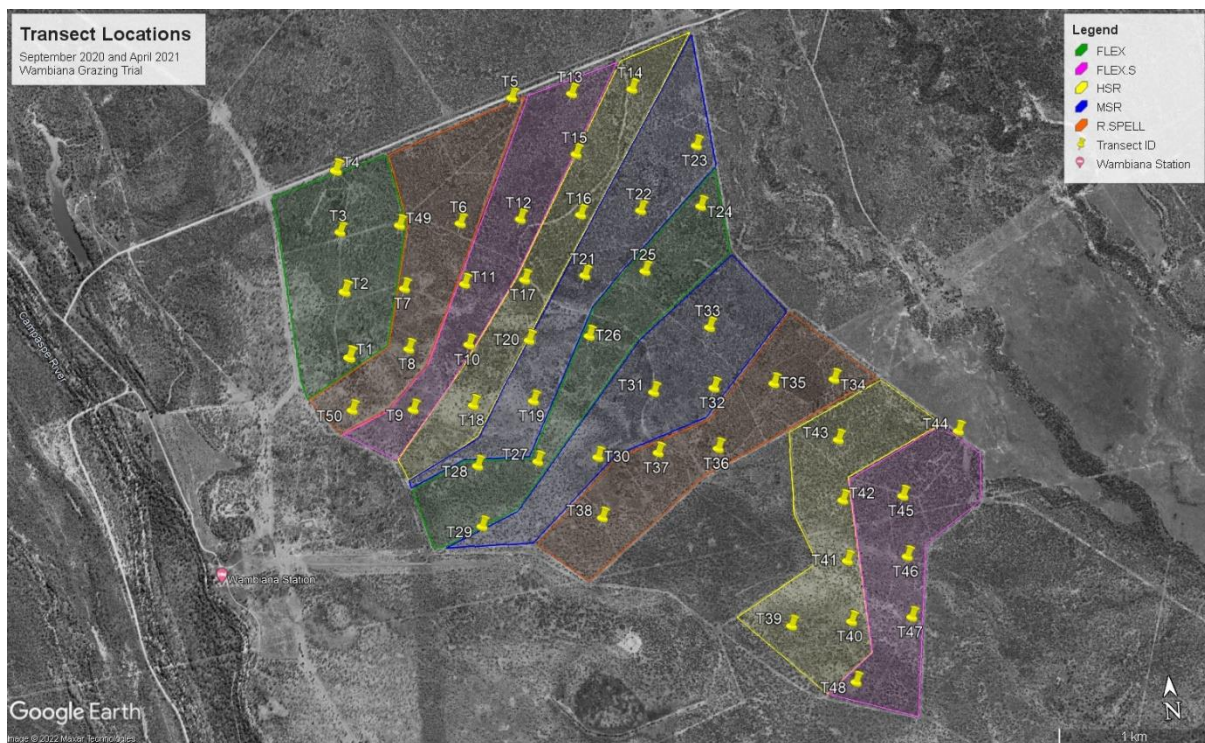 Transect Locations
September 2020 and April 2021
Wambiana Grazing Trial
Legend
FLEX
FLEX.S
HSR
MSR
R.SPELL
Transect ID
Wambiana Station
T14
T13
T5
T15
T23
T4
T16
T22
T24
T3
T49
T6
T12
T25
T21
T11
T2
T7
T17
T33
T26
T20
T1
T8
T10
T35
T34
T31
T32
T50
T9
T18
T19
T43
T44
T36
T37
T30
T27
T28
T42
T45
T38
T29
T41
T46
Campaspe River
Wambiana Station
T39
T40
T47
T48
Google Earth
Image © 2022 Maxar Technologies
N
1 km